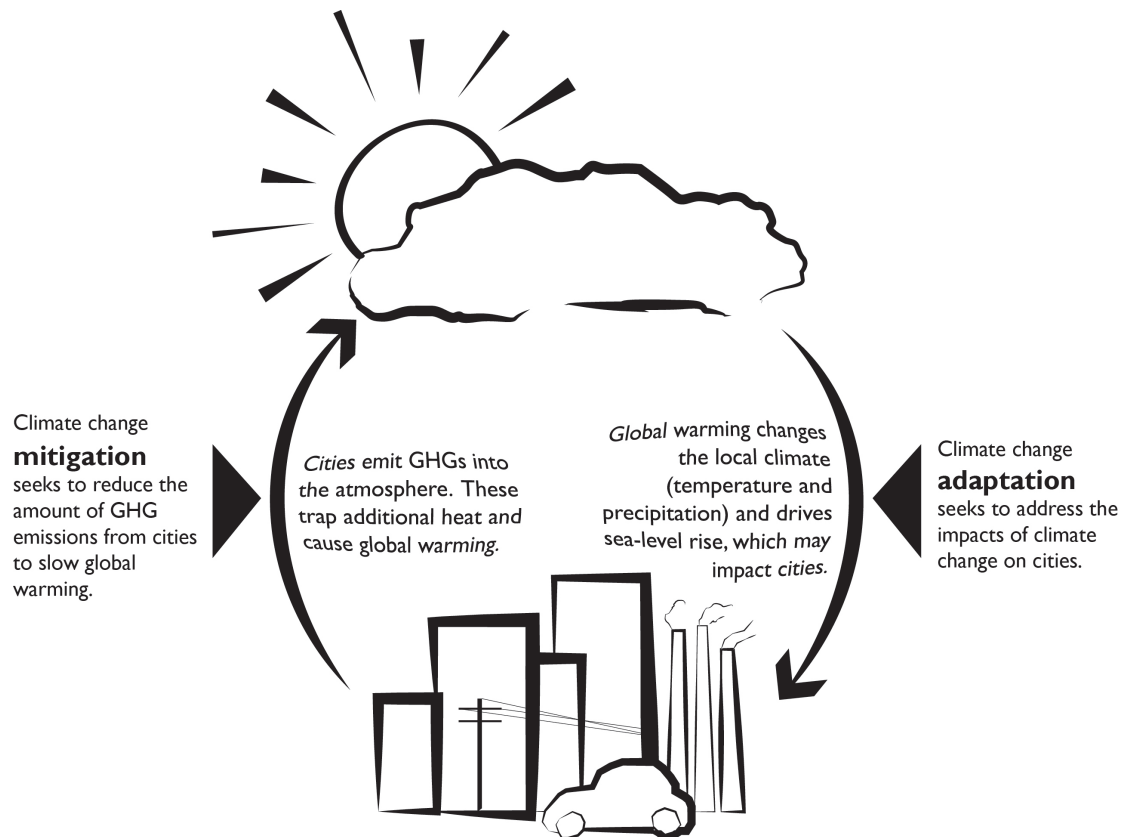 Climate change
mitigation
seeks to reduce the
amount of GHG
emissions from cities
to slow global
warming.
Cities emit GHGs into
the atmosphere. These
trap additional heat and
cause global warming.
Global warming changes
the local climate
(temperature and
precipitation) and drives
sea-level rise, which may
impact cities.
Climate change
adaptation
seeks to address the
impacts of climate
change on cities.